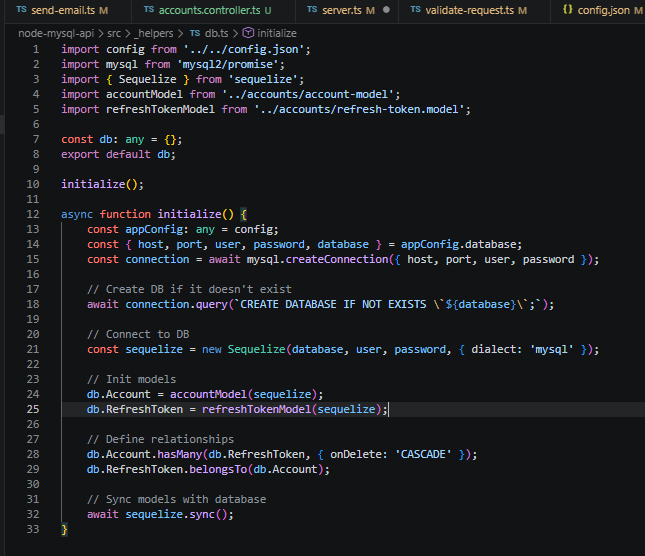 TS send-email.ts M
TS accounts.controller.ts U
TS server.ts M
TS validate-request.ts M
{} config.json M
node-mysql-api > src > _helpers > TS db.ts > initialize
1 import config from '../../config.json';
2 import mysql from 'mysql2/promise';
3 import { Sequelize } from 'sequelize';
4 import accountModel from '../accounts/account-model';
5 import refreshTokenModel from '../accounts/refresh-token.model';
6
7 const db: any = {};
8 export default db;
9
10 initialize();
11
12 async function initialize() {
13     const appConfig: any = config;
14     const { host, port, user, password, database } = appConfig.database;
15     const connection = await mysql.createConnection({ host, port, user, password });
16
17     // Create DB if it doesn't exist
18     await connection.query(`CREATE DATABASE IF NOT EXISTS \`${database}\`;`);
19
20     // Connect to DB
21     const sequelize = new Sequelize(database, user, password, { dialect: 'mysql' });
22
23     // Init models
24     db.Account = accountModel(sequelize);
25     db.RefreshToken = refreshTokenModel(sequelize);
26
27     // Define relationships
28     db.Account.hasMany(db.RefreshToken, { onDelete: 'CASCADE' });
29     db.RefreshToken.belongsTo(db.Account);
30
31     // Sync models with database
32     await sequelize.sync();
33 }